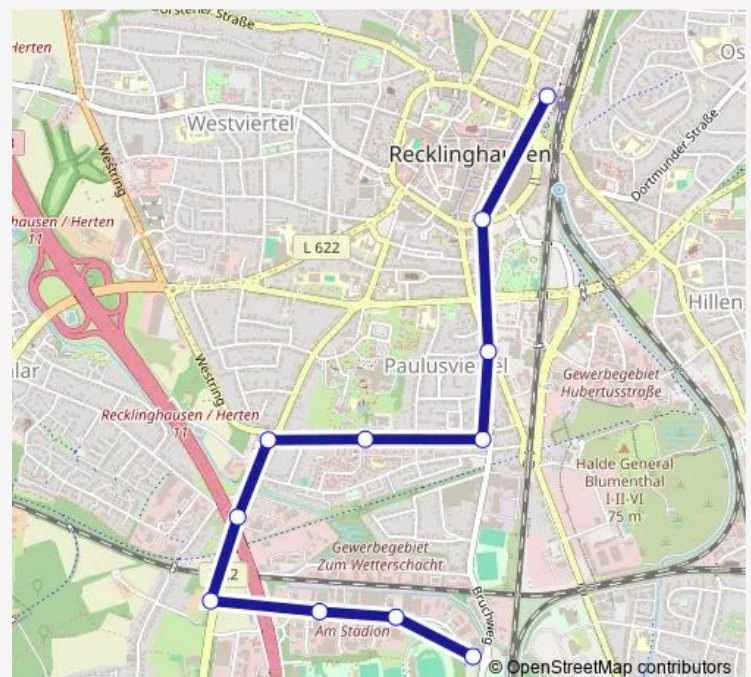 Dorstener Straße
Herten
Os
Westviertel
Recklinghausen
Dortmunder Straße
Westring
hausen / Herten
11
L 622
Hillen
Paulusviertel
Gewerbegebiet
Hubertusstraße
lar
Westring
Recklinghausen / Herten
11
Halde General
Blumenthal
I-II-VI
75 m
Gewerbegebiet
Zum Wetterschacht
Am Stadion
Bruchweg
© OpenStreetMap contributors